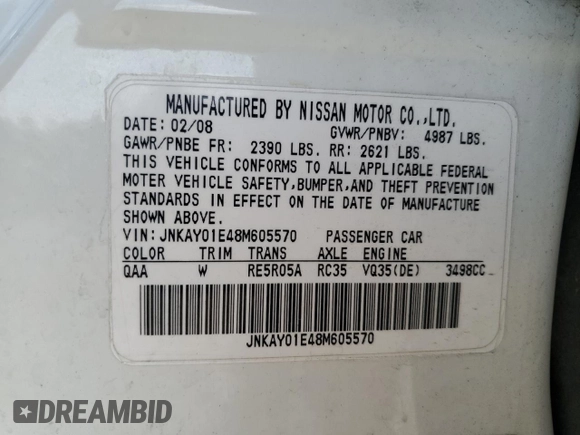 MANUFACTURED BY NISSAN MOTOR CO.,LTD.
DATE: 02/08 GVWR/PNBV: 4987 LBS.
GAWR/PNBE FR: 2390 LBS. RR: 2621 LBS.
THIS VEHICLE CONFORMS TO ALL APPLICABLE FEDERAL
MOTOR VEHICLE SAFETY,BUMPER,AND THEFT PREVENTION
STANDARDS IN EFFECT ON THE DATE OF MANUFACTURE
SHOWN ABOVE.
VIN: JNKAY01E48M605570 PASSENGER CAR
COLOR TRIM TRANS AXLE ENGINE
QAA W RE5R05A RC35 VQ35(DE) 3498CC
JNKAY01E48M605570
DREAMBID